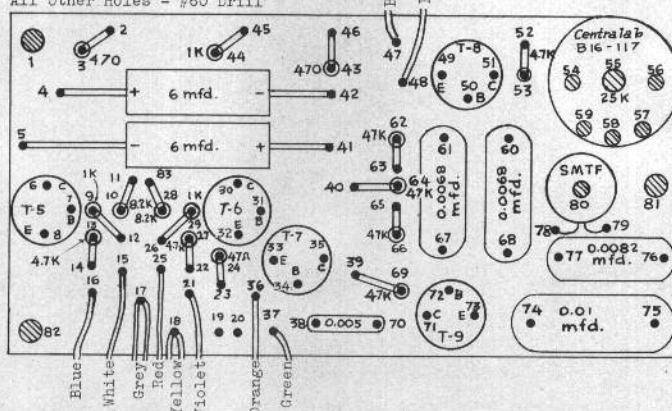 All Other Holes - #60 Drill
2 45 46 52
1 3 470 1K 44 470 43 47 48 49 T-8 51 E C 50 B 4.7K 53
Centralab
B16-117
54 55 56
25K
59 58 57
4 + 6 mfd. - 42
5 - 6 mfd. + 41
62 47K 63 61 60
40 64 47K 0.0068 mfd. 67
0.0068 mfd. 68
65 47K 66
SMTF
80 81
78 79
77 0.0082 mfd. 76
1K 11 83 1K
6 C 7 B T-5 E 8
9 10 8.2K 28 8.2K 29
30 C 31 B T-6 E 32
13 12 26 47K 27
4.7K 14 15 25 22 24 23
T-7 33 E 35 C B 34
39 69 47K
72 B C E 73 71 T-9
74 0.01 mfd. 75
16 17 18 21 19 20 36 37
38 0.005 70
82
Blue
White
Grey
Red
Yellow
Violet
Orange
Green